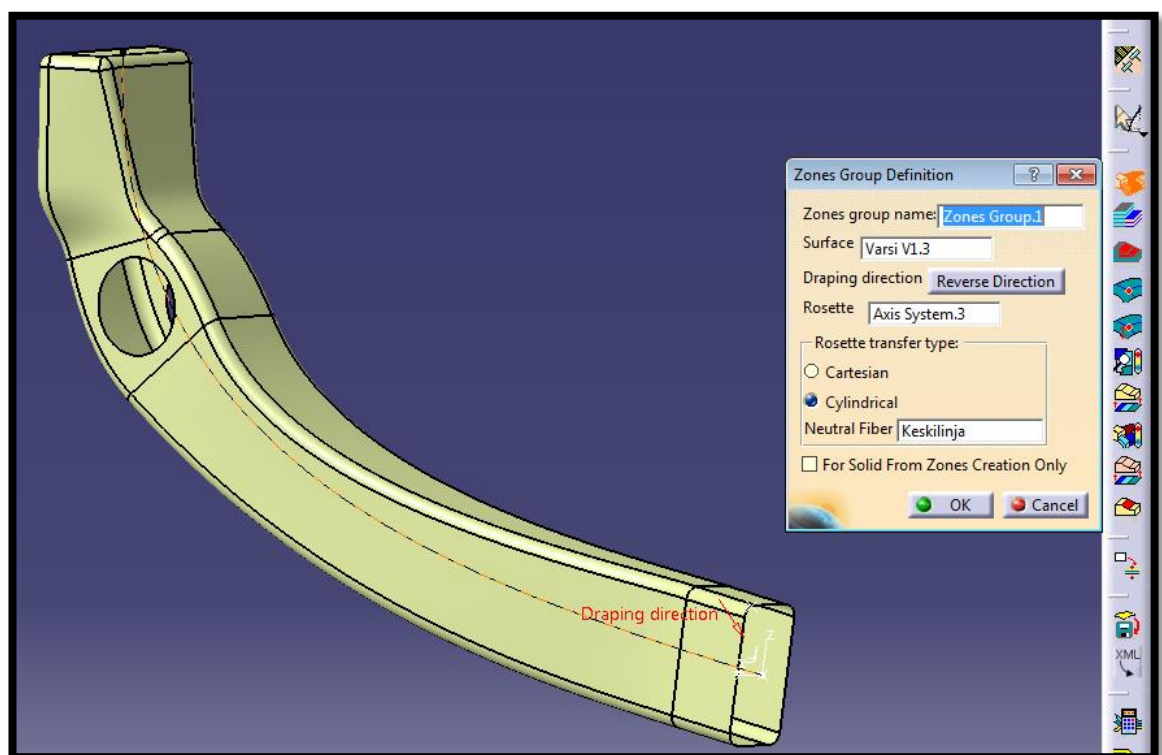 Zones Group Definition
Zones group name: Zones Group.1
Surface Varsi V1.3
Draping direction Reverse Direction
Rosette Axis System.3
Rosette transfer type:
Cartesian
Cylindrical
Neutral Fiber Keskilinja
For Solid From Zones Creation Only
OK Cancel
Draping direction
z
XML